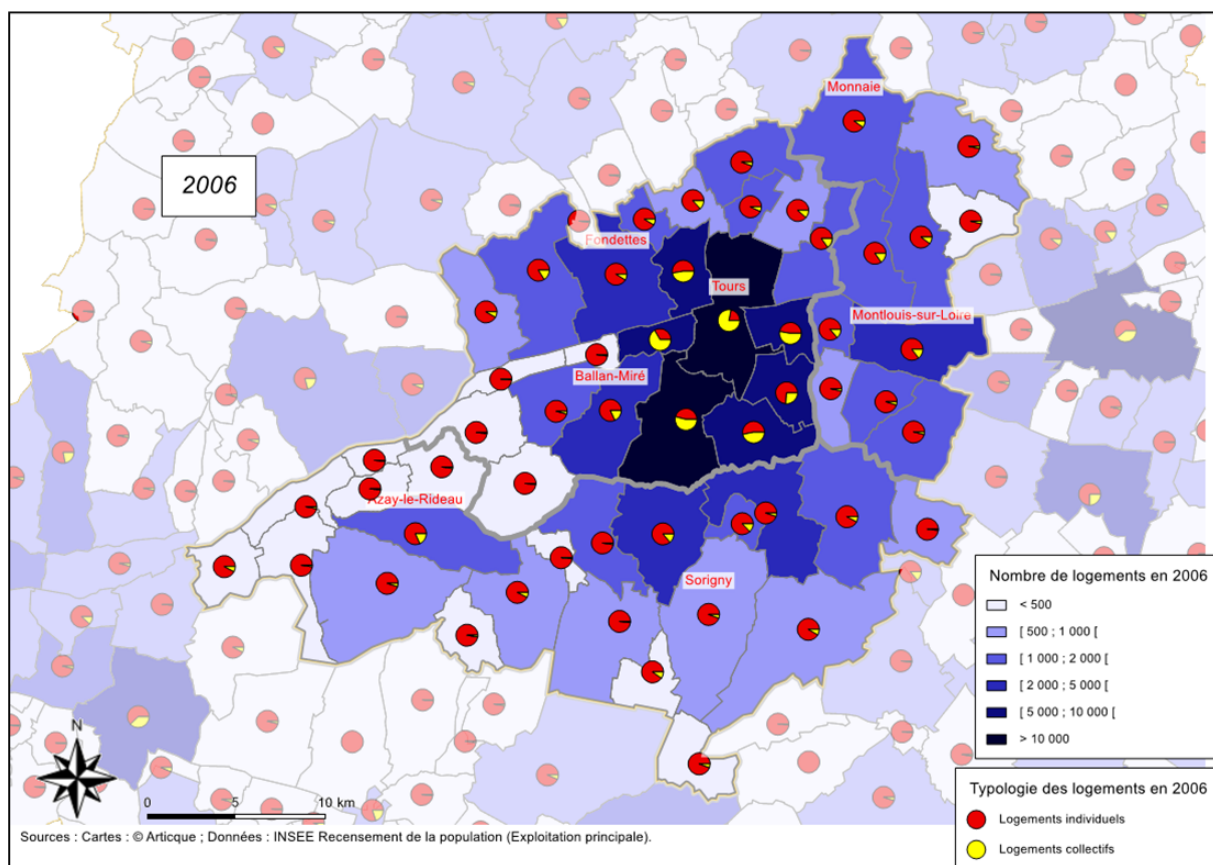 Monnaie
2006
Fondettes
Tours
Montlouis-sur-Loire
Ballan-Miré
Azay-le-Rideau
Sorigny
Nombre de logements en 2006
< 500
[ 500 ; 1 000 [
[ 1 000 ; 2 000 [
[ 2 000 ; 5 000 [
[ 5 000 ; 10 000 [
> 10 000
N
0 5 10 km
Typologie des logements en 2006
Logements individuels
Logements collectifs
Sources : Cartes : © Articque ; Données : INSEE Recensement de la population (Exploitation principale).